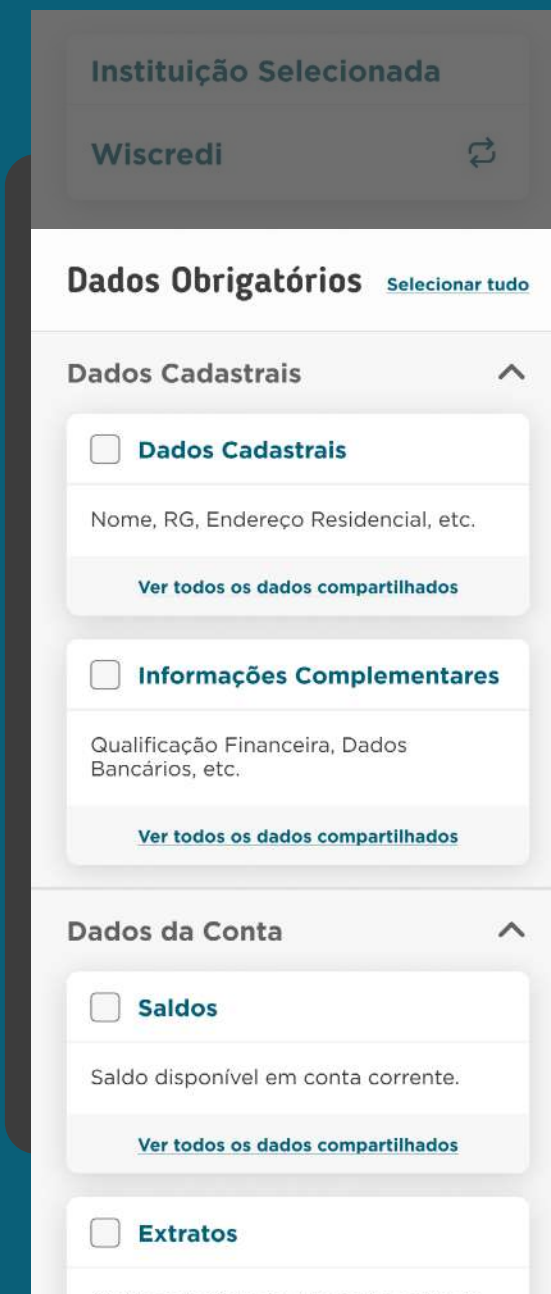 Instituição Selecionada
Wiscredi
Dados Obrigatórios Selecionar tudo
Dados Cadastrais
Dados Cadastrais
Nome, RG, Endereço Residencial, etc.
Ver todos os dados compartilhados
Informações Complementares
Qualificação Financeira, Dados
Bancários, etc.
Ver todos os dados compartilhados
Dados da Conta
Saldos
Saldo disponível em conta corrente.
Ver todos os dados compartilhados
Extratos